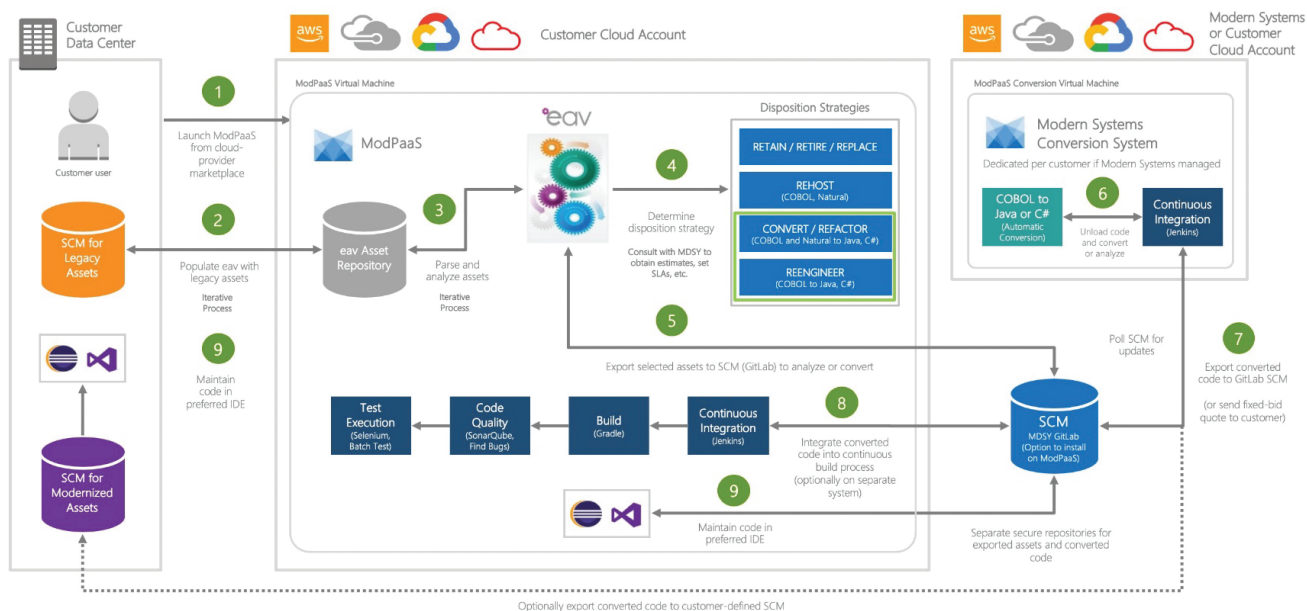 Customer
Data Center
aws
Customer Cloud Account
aws
Modern Systems
or Customer
Cloud Account
Customer user
1
Launch ModPaaS
from cloud-
provider
marketplace
SCM for
Legacy
Assets
2
Populate eav with
legacy assets
Iterative
Process
9
Maintain
code in
preferred IDE
SCM for
Modernized
Assets
ModPaaS Virtual Machine
ModPaaS
eav Asset
Repository
3
Parse and
analyze assets
Iterative
Process
eav
4
Determine
disposition strategy
Consult with MDSY to
obtain estimates, set
SLAs, etc.
Disposition Strategies
RETAIN / RETIRE / REPLACE
REHOST
(COBOL, Natural)
CONVERT / REFACTOR
(COBOL and Natural to Java, C#)
REENGINEER
(COBOL to Java, C#)
5
Export selected assets to SCM (GitLab) to analyze or convert
Test
Execution
(Selenium,
Batch Test)
Code
Quality
(SonarQube,
Find Bugs)
Build
(Gradle)
Continuous
Integration
(Jenkins)
8
Integrate converted
code into continuous
build process
(optionally on separate
system)
9
Maintain code in
preferred IDE
ModPaaS Conversion Virtual Machine
Modern Systems
Conversion System
Dedicated per customer if Modern Systems managed
COBOL to
Java or C#
(Automatic
Conversion)
6
Unload code
and convert
or analyze
Continuous
Integration
(Jenkins)
Poll SCM for
updates
7
Export converted
code to GitLab SCM
(or send fixed-bid
quote to customer)
SCM
MDSY GitLab
(Option to install
on ModPaaS)
Separate secure repositories for
exported assets and converted
code
Optionally export converted code to customer-defined SCM